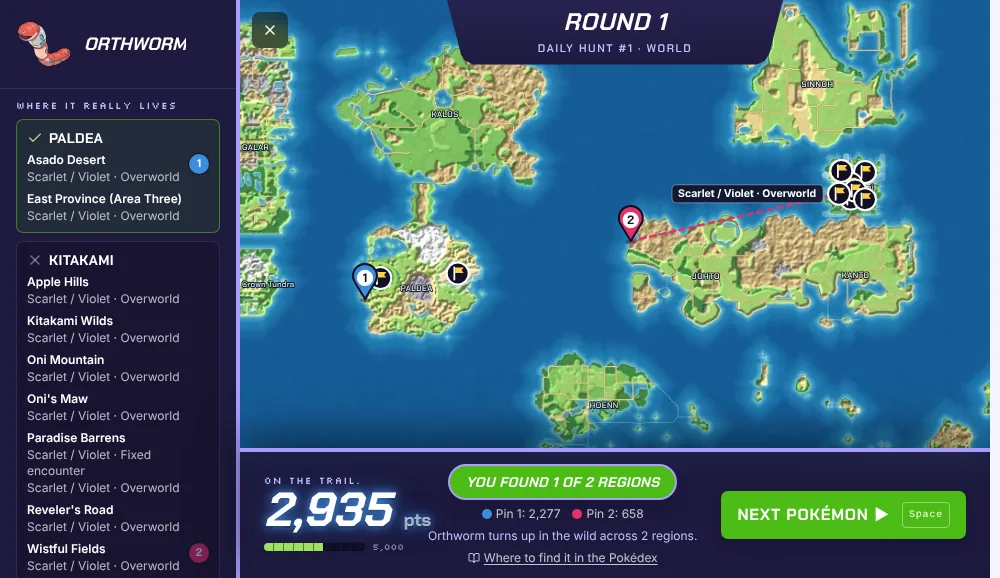 ORTHWORM
WHERE IT REALLY LIVES
PALDEA
Asado Desert
Scarlet / Violet · Overworld
1
East Province (Area Three)
Scarlet / Violet · Overworld
KITAKAMI
Apple Hills
Scarlet / Violet · Overworld
Kitakami Wilds
Scarlet / Violet · Overworld
Oni Mountain
Scarlet / Violet · Overworld
Oni's Maw
Scarlet / Violet · Overworld
Paradise Barrens
Scarlet / Violet · Fixed
encounter
Scarlet / Violet · Overworld
Reveler's Road
Scarlet / Violet · Overworld
Wistful Fields
Scarlet / Violet · Overworld
2
ROUND 1
DAILY HUNT #1 · WORLD
KALOS
SINNOH
GALAR
Scarlet / Violet · Overworld
2
1
PALDEA
Crown Tundra
JOHTO
KANTO
HOENN
ON THE TRAIL.
2,935 pts
5,000
YOU FOUND 1 OF 2 REGIONS
Pin 1: 2,277
Pin 2: 658
Orthworm turns up in the wild across 2 regions.
Where to find it in the Pokédex
NEXT POKÉMON ▶
Space